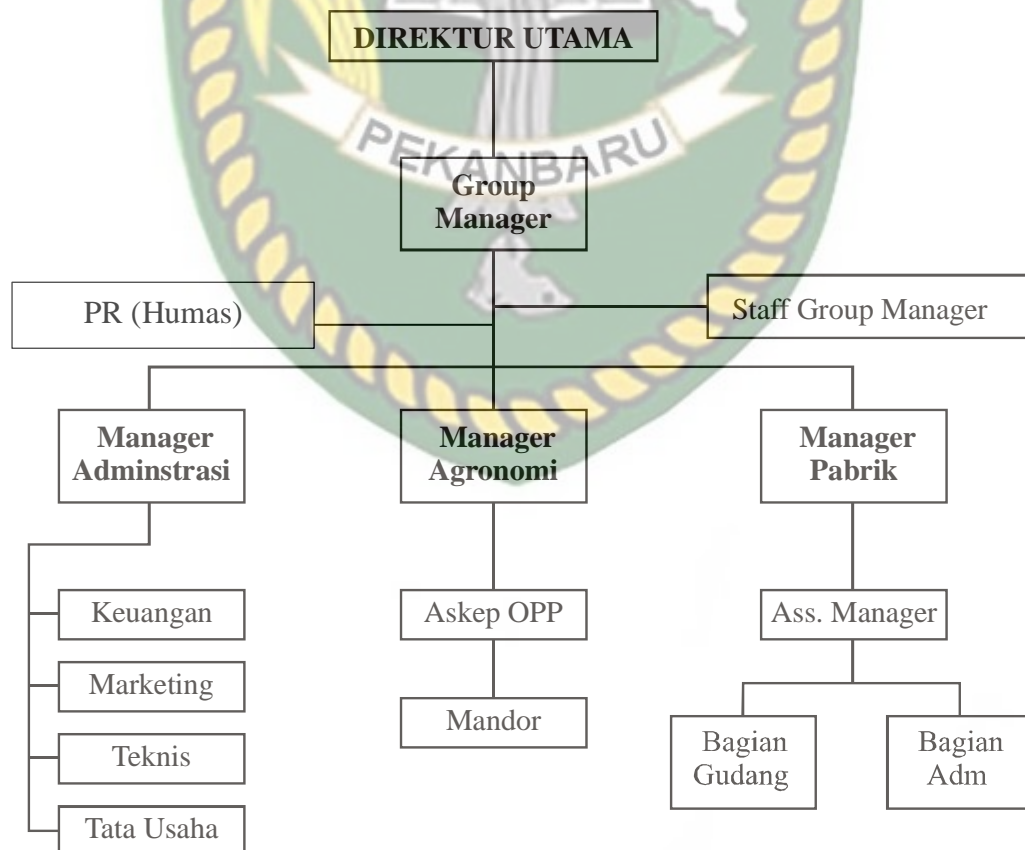 DIREKTUR UTAMA
PEKANBARU
Group
Manager
PR (Humas)
Staff Group Manager
Manager
Adminstrasi
Manager
Agronomi
Manager
Pabrik
Keuangan
Askep OPP
Ass. Manager
Marketing
Mandor
Teknis
Bagian
Gudang
Bagian
Adm
Tata Usaha